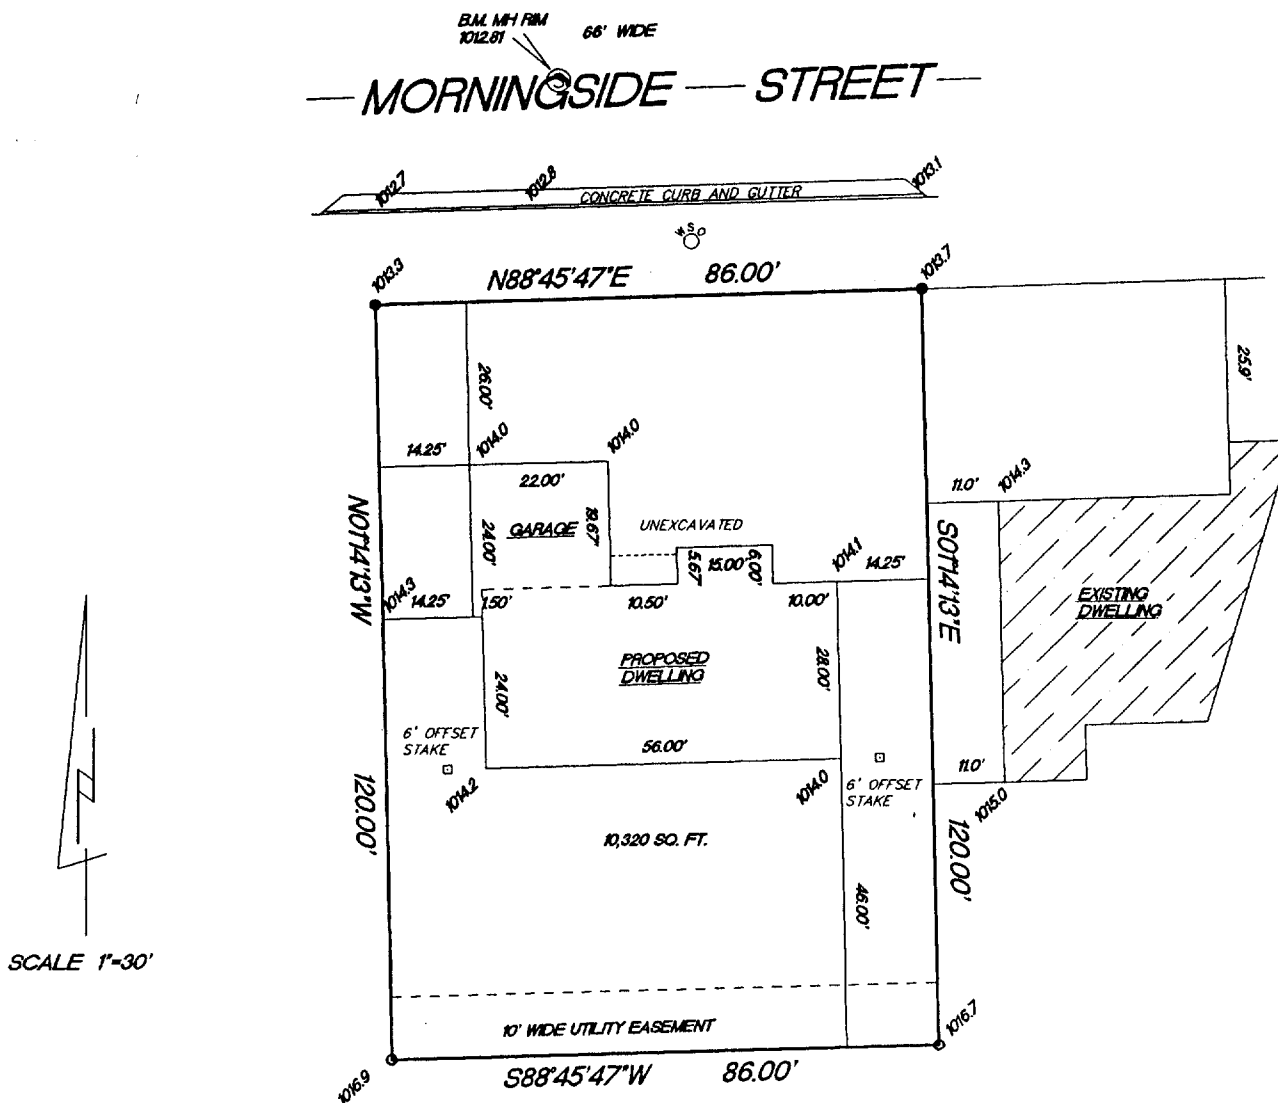 B.M. MH RIM
1012.81
66' WIDE
MORNINGSIDE STREET
1012.7
1012.8
1013.1
CONCRETE CURB AND GUTTER
W.S.O
1013.3
N88°45'47"E 86.00'
1013.7
26.00'
25.9'
14.25'
1014.0
1014.0
22.00'
11.0'
1014.3
N01°14'13"W
24.00'
GARAGE
19.67'
UNEXCAVATED
5.67'
15.00'
6.00'
1014.1
14.25'
S01°14'13"E
1014.3
14.25'
1.50'
10.50'
10.00'
EXISTING
DWELLING
PROPOSED
DWELLING
28.00'
24.00'
6' OFFSET
STAKE
56.00'
1014.2
1014.0
6' OFFSET
STAKE
11.0'
1015.0
120.00'
10,320 SQ. FT.
120.00'
46.00'
SCALE 1"=30'
10' WIDE UTILITY EASEMENT
1016.7
1016.9
S88°45'47"W 86.00'